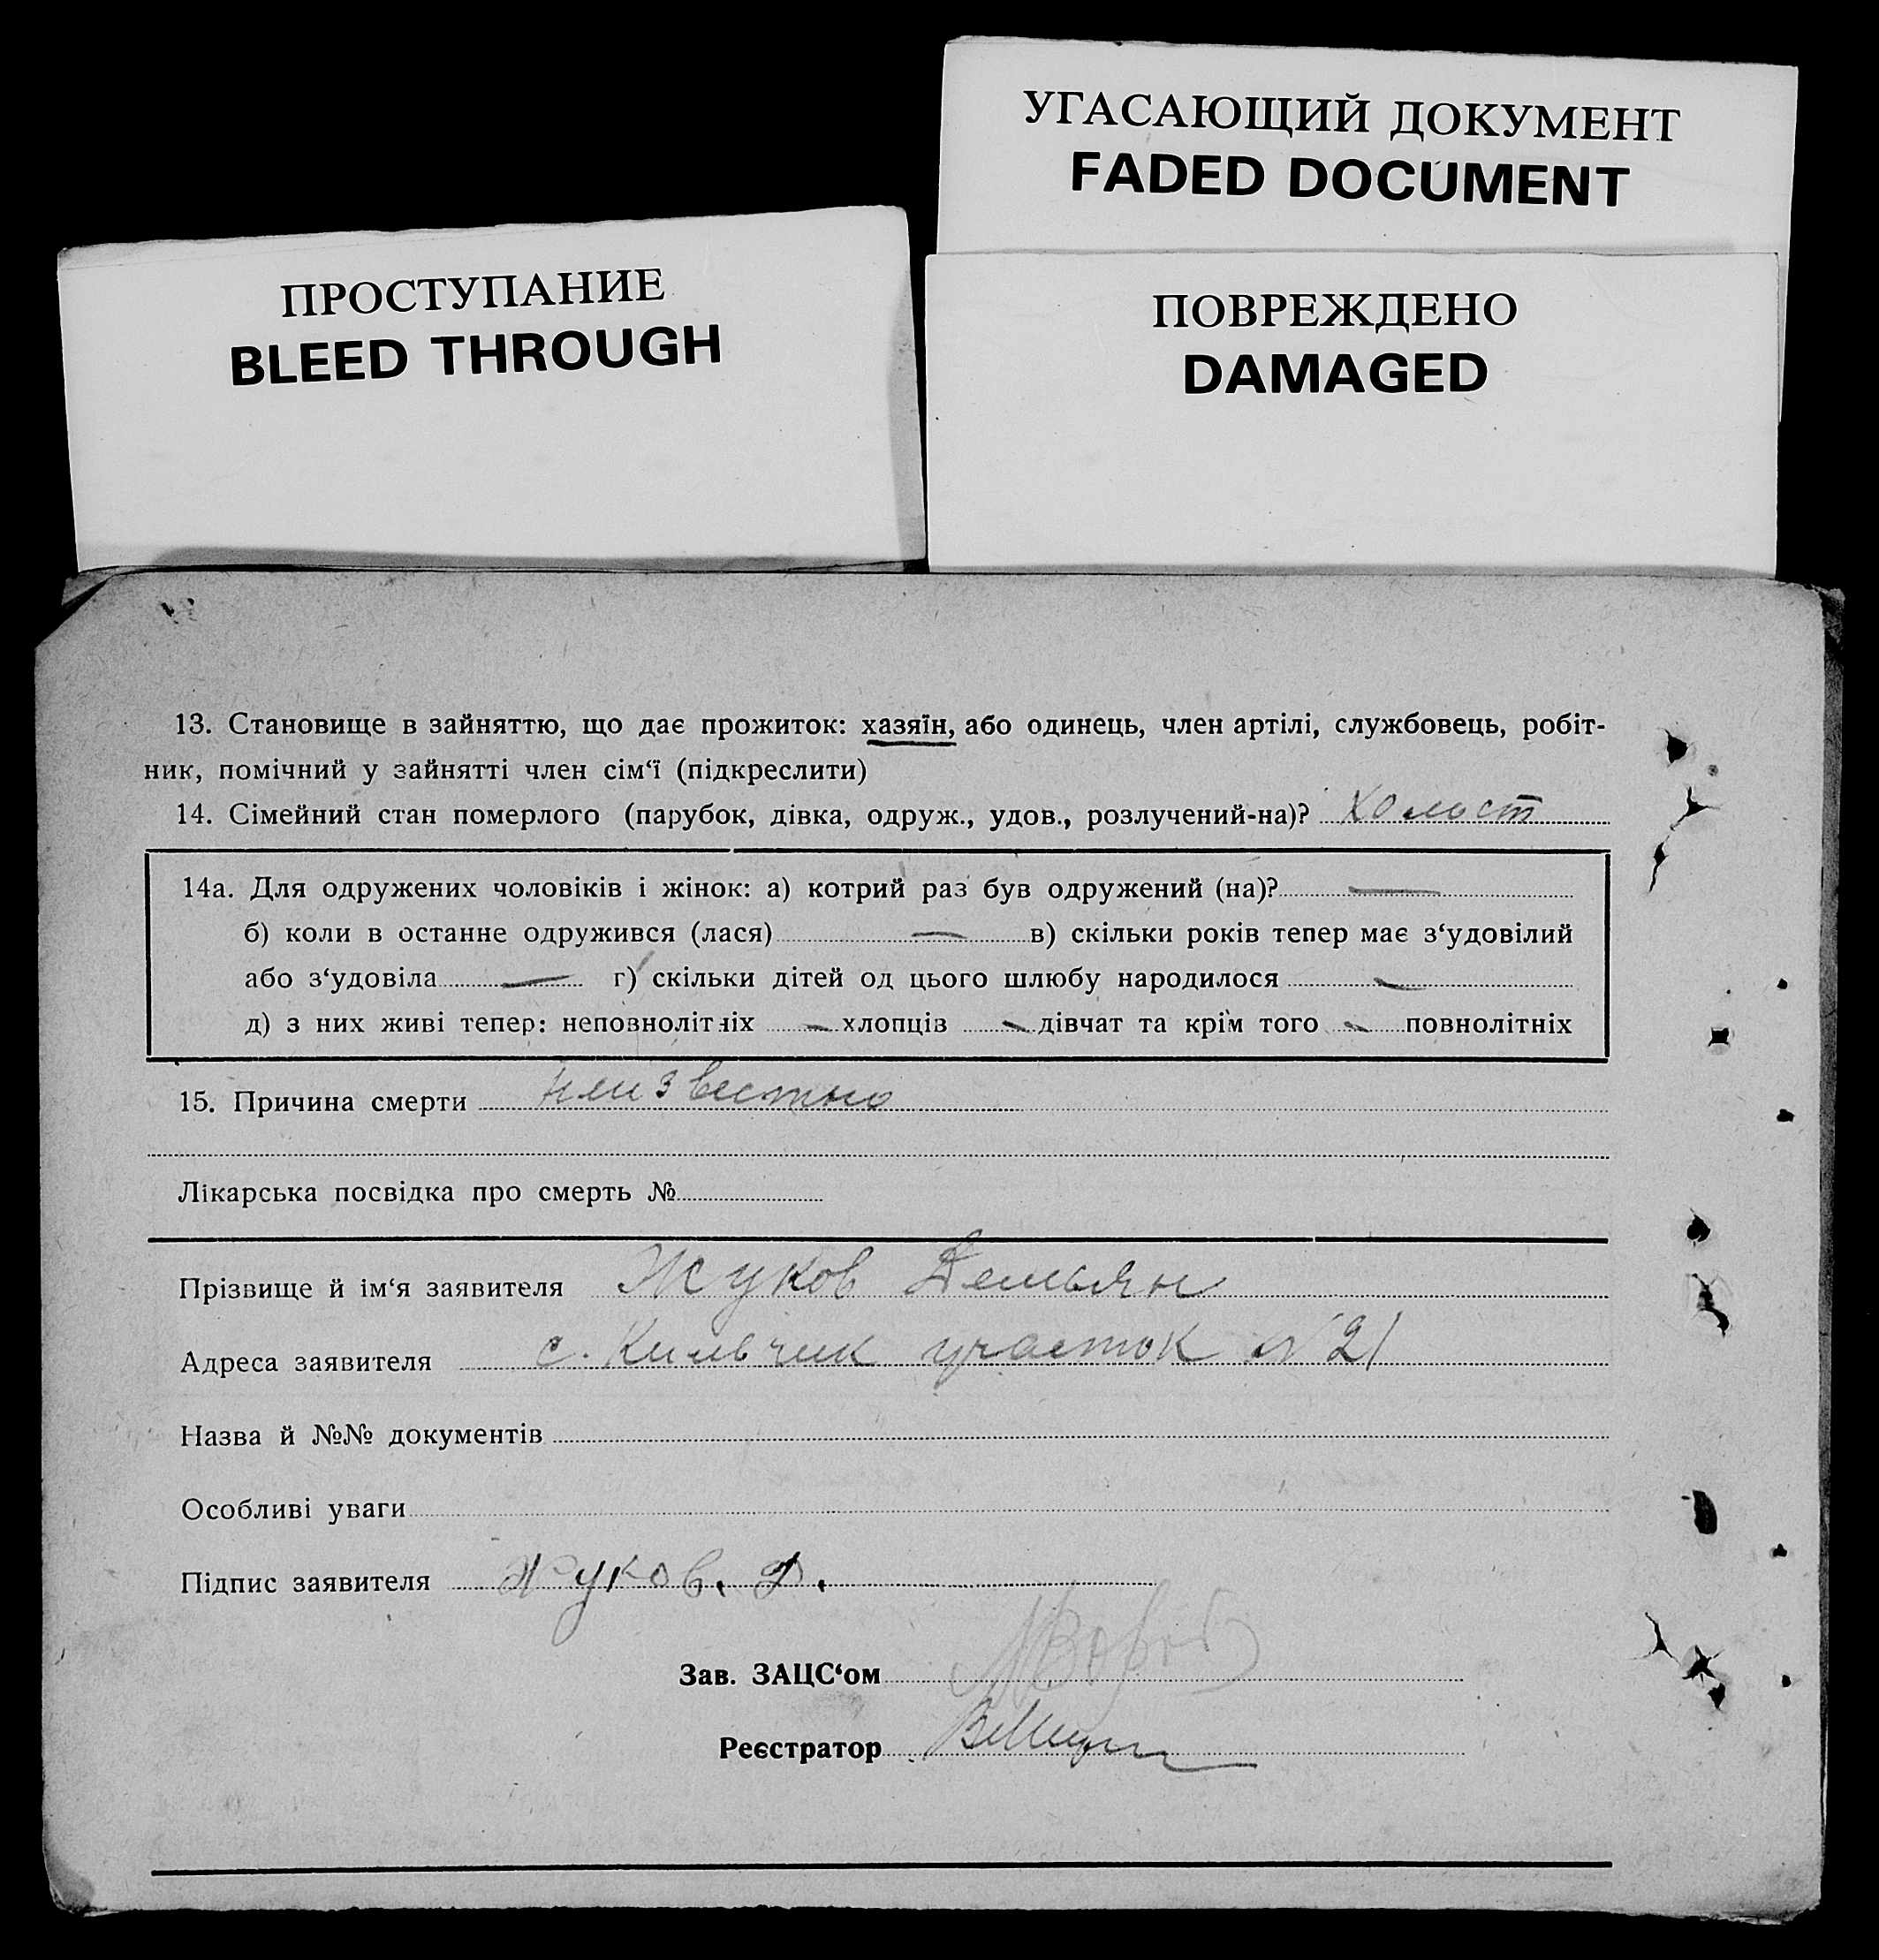 УГАСАЮЩИЙ ДОКУМЕНТ
FADED DOCUMENT
ПРОСТУПАНИЕ
BLEED THROUGH
ПОВРЕЖДЕНО
DAMAGED
13. Становище в зайняттю, що дає прожиток: хазяїн, або одинець, член артілі, службовець, робіт-
ник, помічний у зайнятті член сім‘ї (підкреслити)
14. Сімейний стан померлого (парубок, дівка, одруж., удов., розлучений-на)? Холост
14а. Для одружених чоловіків і жінок: а) котрий раз був одружений (на)? —
б) коли в останне одружився (лася) — в) скільки років тепер має з‘удовілий
або з‘удовіла — г) скільки дітей од цього шлюбу народилося —
д) з них живі тепер: неповнолітніх — хлопців — дівчат та крім того — повнолітніх
15. Причина смерти неизвестно
Лікарська посвідка про смерть №
Прізвище й ім‘я заявителя Жуков Демьян
Адреса заявителя с. Кильчик участок №21
Назва й №№ документів
Особливі уваги
Підпис заявителя Жуков. Д.
Зав. ЗАЦС‘ом
Реєстратор